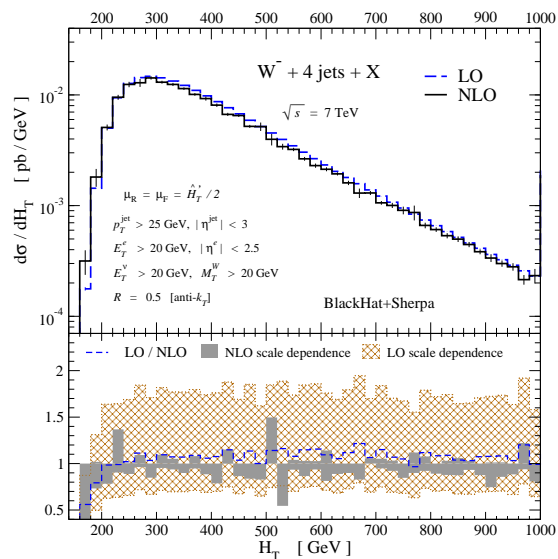 200 300 400 500 600 700 800 900 1000
W⁻ + 4 jets + X
LO
NLO
√s = 7 TeV
10⁻²
10⁻³
10⁻⁴
dσ / dH_T [ pb / GeV ]
μ_R = μ_F = Ĥ_T' / 2
p_T^jet > 25 GeV, | η^jet | < 3
E_T^e > 20 GeV, | η^e | < 2.5
E_T^ν > 20 GeV, M_T^W > 20 GeV
R = 0.5 [anti-k_T]
BlackHat+Sherpa
LO / NLO NLO scale dependence LO scale dependence
2
1.5
1
0.5
200 300 400 500 600 700 800 900 1000
H_T [ GeV ]